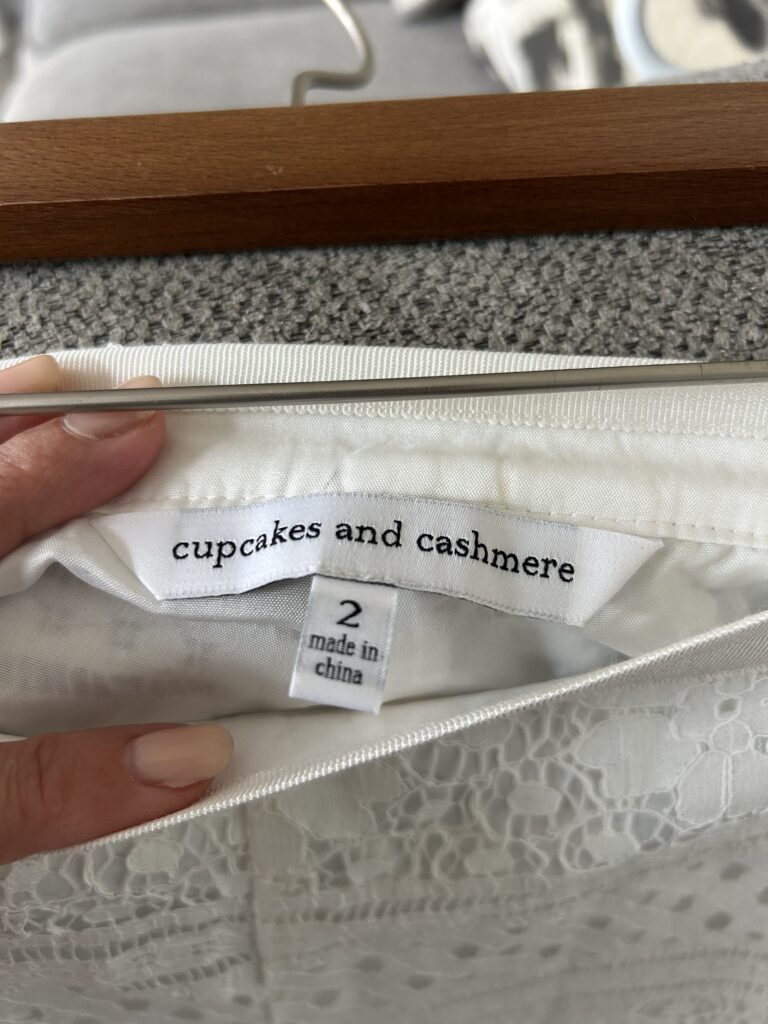 cupcakes and cashmere
2
made in
china